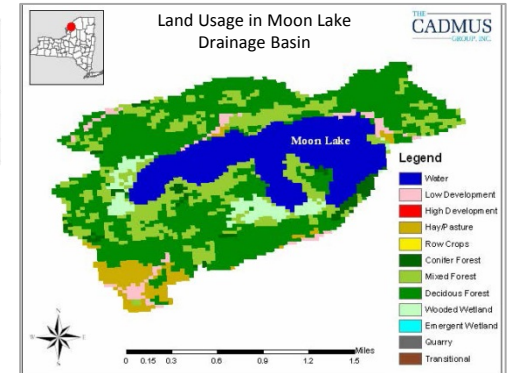 Land Usage in Moon Lake
Drainage Basin
THE
CADMUS
GROUP, INC.
Moon Lake
Legend
Water
Low Development
High Development
Hay/Pasture
Row Crops
Conifer Forest
Mixed Forest
Decidous Forest
Wooded Wetland
Emergent Wetland
Quarry
Transitional
Miles
0 0.15 0.3 0.6 0.9 1.2 1.5